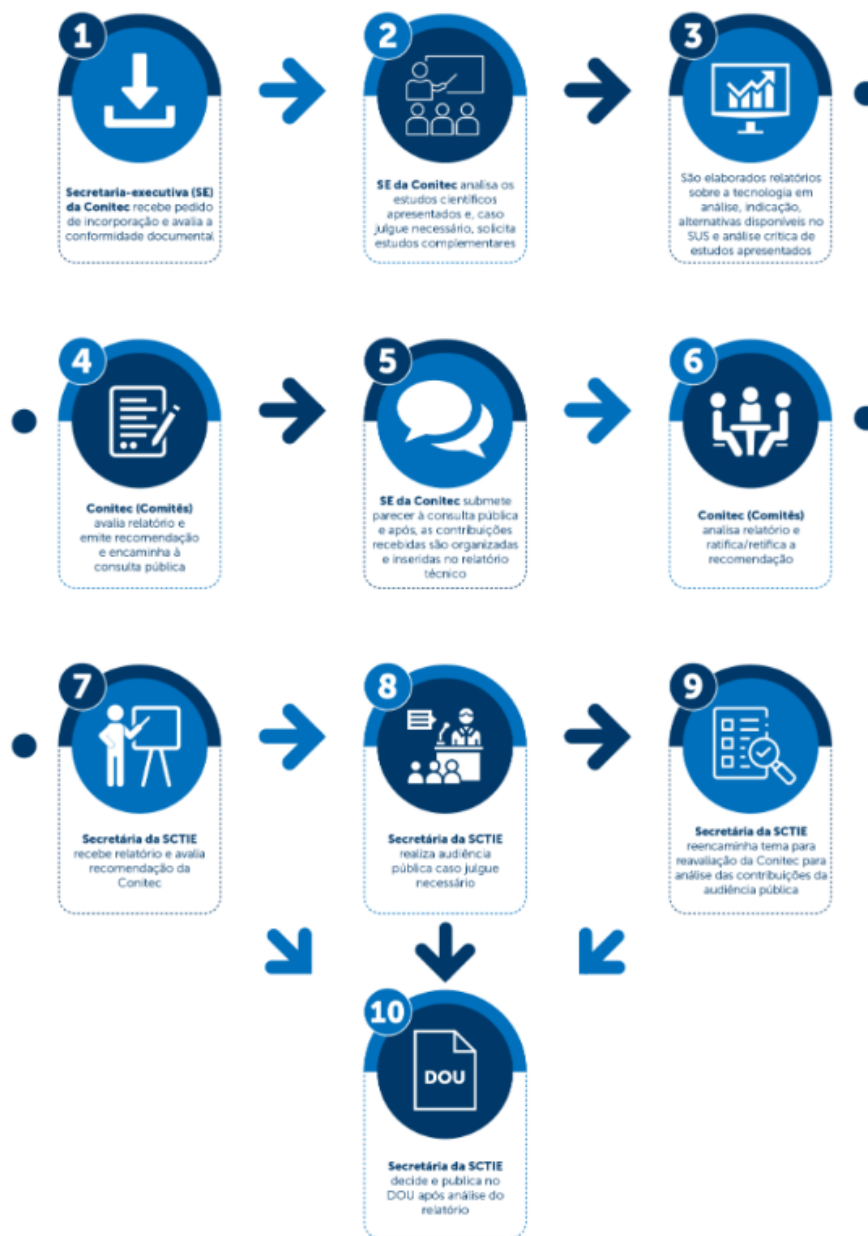 1
Secretaria-executiva (SE)
da Conitec recebe pedido
de incorporação e avalia a
conformidade documental
2
SE da Conitec analisa os
estudos científicos
apresentados e, caso
julgue necessário, solicita
estudos complementares
3
São elaborados relatórios
sobre a tecnologia em
análise, indicação,
alternativas disponíveis no
SUS e análise crítica de
estudos apresentados
4
Conitec (Comitês)
avalia relatório e
emite recomendação
e encaminha à
consulta pública
5
SE da Conitec submete
parecer à consulta pública
e após, as contribuições
recebidas são organizadas
e inseridas no relatório
técnico
6
Conitec (Comitês)
analisa relatório e
ratifica/retifica a
recomendação
7
Secretária da SCTIE
recebe relatório e avalia
recomendação da
Conitec
8
Secretária da SCTIE
realiza audiência
pública caso julgue
necessário
9
Secretária da SCTIE
reencaminha tema para
reavaliação da Conitec para
análise das contribuições da
audiência pública
10
DOU
Secretária da SCTIE
decide e publica no
DOU após análise do
relatório